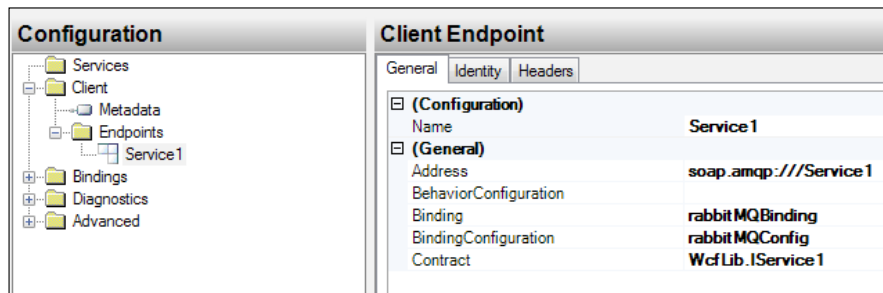 Configuration
Services
Client
Metadata
Endpoints
Service1
Bindings
Diagnostics
Advanced
Client Endpoint
General Identity Headers
(Configuration)
Name Service1
(General)
Address soap.amqp:///Service1
BehaviorConfiguration
Binding rabbitMQBinding
BindingConfiguration rabbitMQConfig
Contract WcfLib.IService1